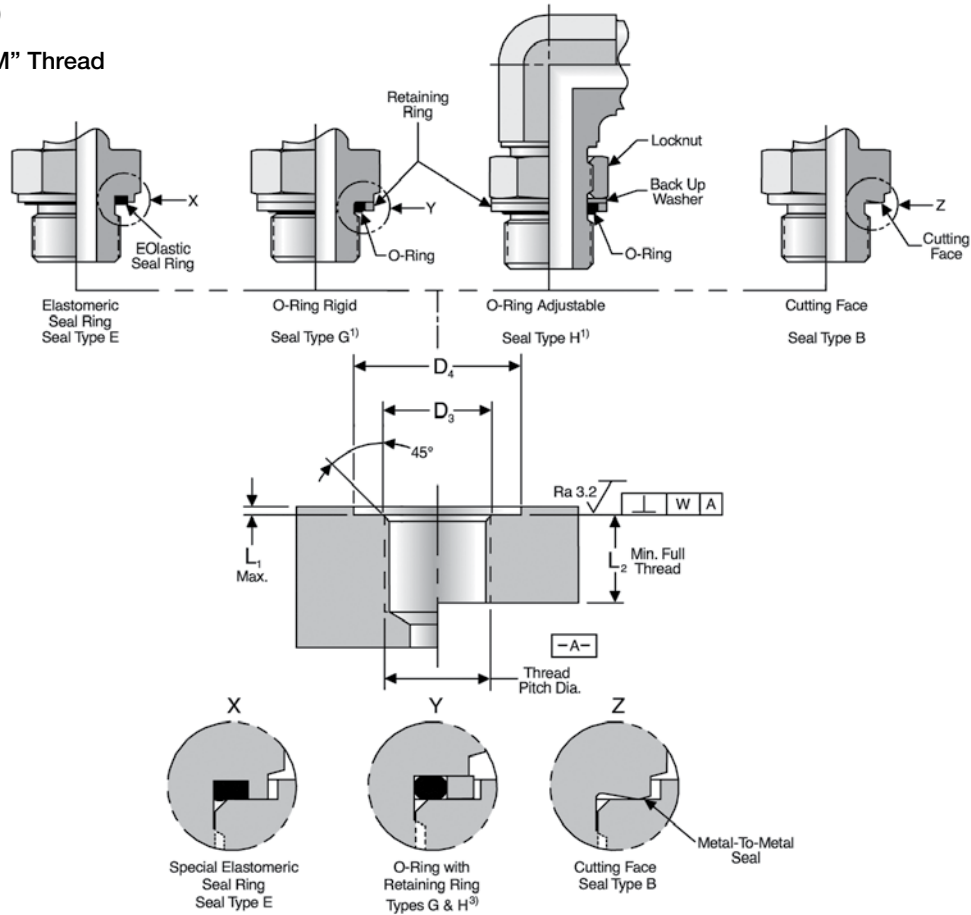 )
M” Thread
Retaining
Ring
Locknut
Back Up
Washer
X
EOlastic
Seal Ring
Y
O-Ring
O-Ring
Z
Cutting
Face
Elastomeric
Seal Ring
Seal Type E
O-Ring Rigid
Seal Type G1)
O-Ring Adjustable
Seal Type H1)
Cutting Face
Seal Type B
D4
D3
45°
Ra 3.2
⊥ W A
L1
Max.
L2
Min. Full
Thread
-A-
Thread
Pitch Dia.
X
Y
Z
Special Elastomeric
Seal Ring
Seal Type E
O-Ring with
Retaining Ring
Types G & H3)
Cutting Face
Seal Type B
Metal-To-Metal
Seal